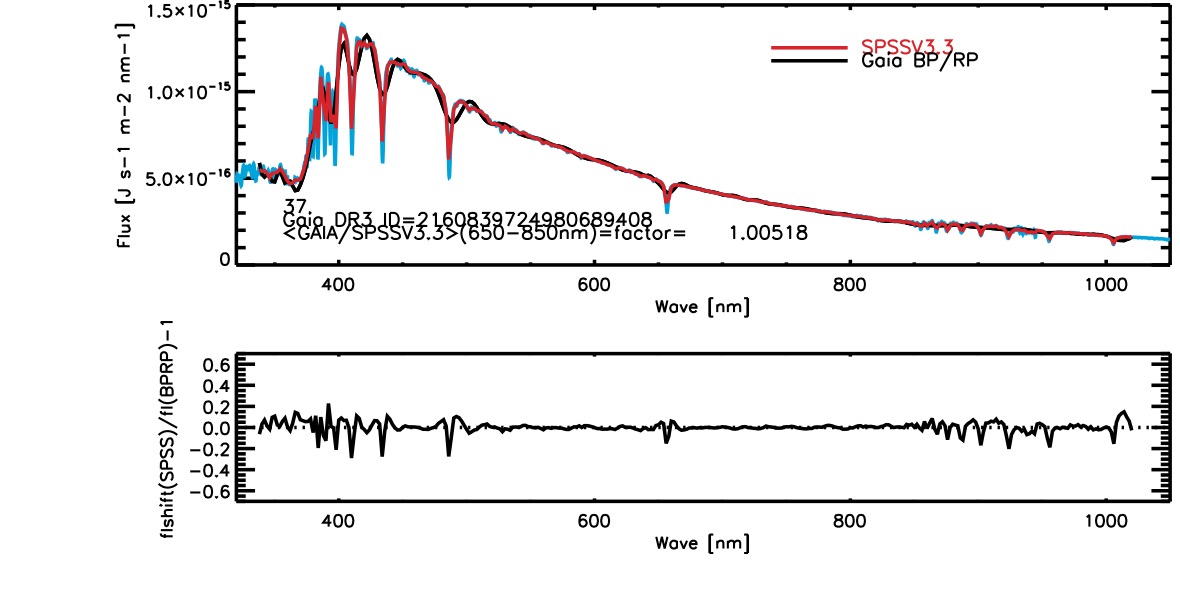 1.5×10−15
1.0×10−15
5.0×10−16
0
Flux [J s−1 m−2 nm−1]
SPSSV3.3
Gaia BP/RP
37
Gaia DR3 ID=2160839724980689408
<GAIA/SPSSV3.3>(650−850nm)=factor= 1.00518
400 600 800 1000
Wave [nm]
0.6
0.4
0.2
0.0
−0.2
−0.4
−0.6
flshift(SPSS)/fl(BPRP)−1
400 600 800 1000
Wave [nm]